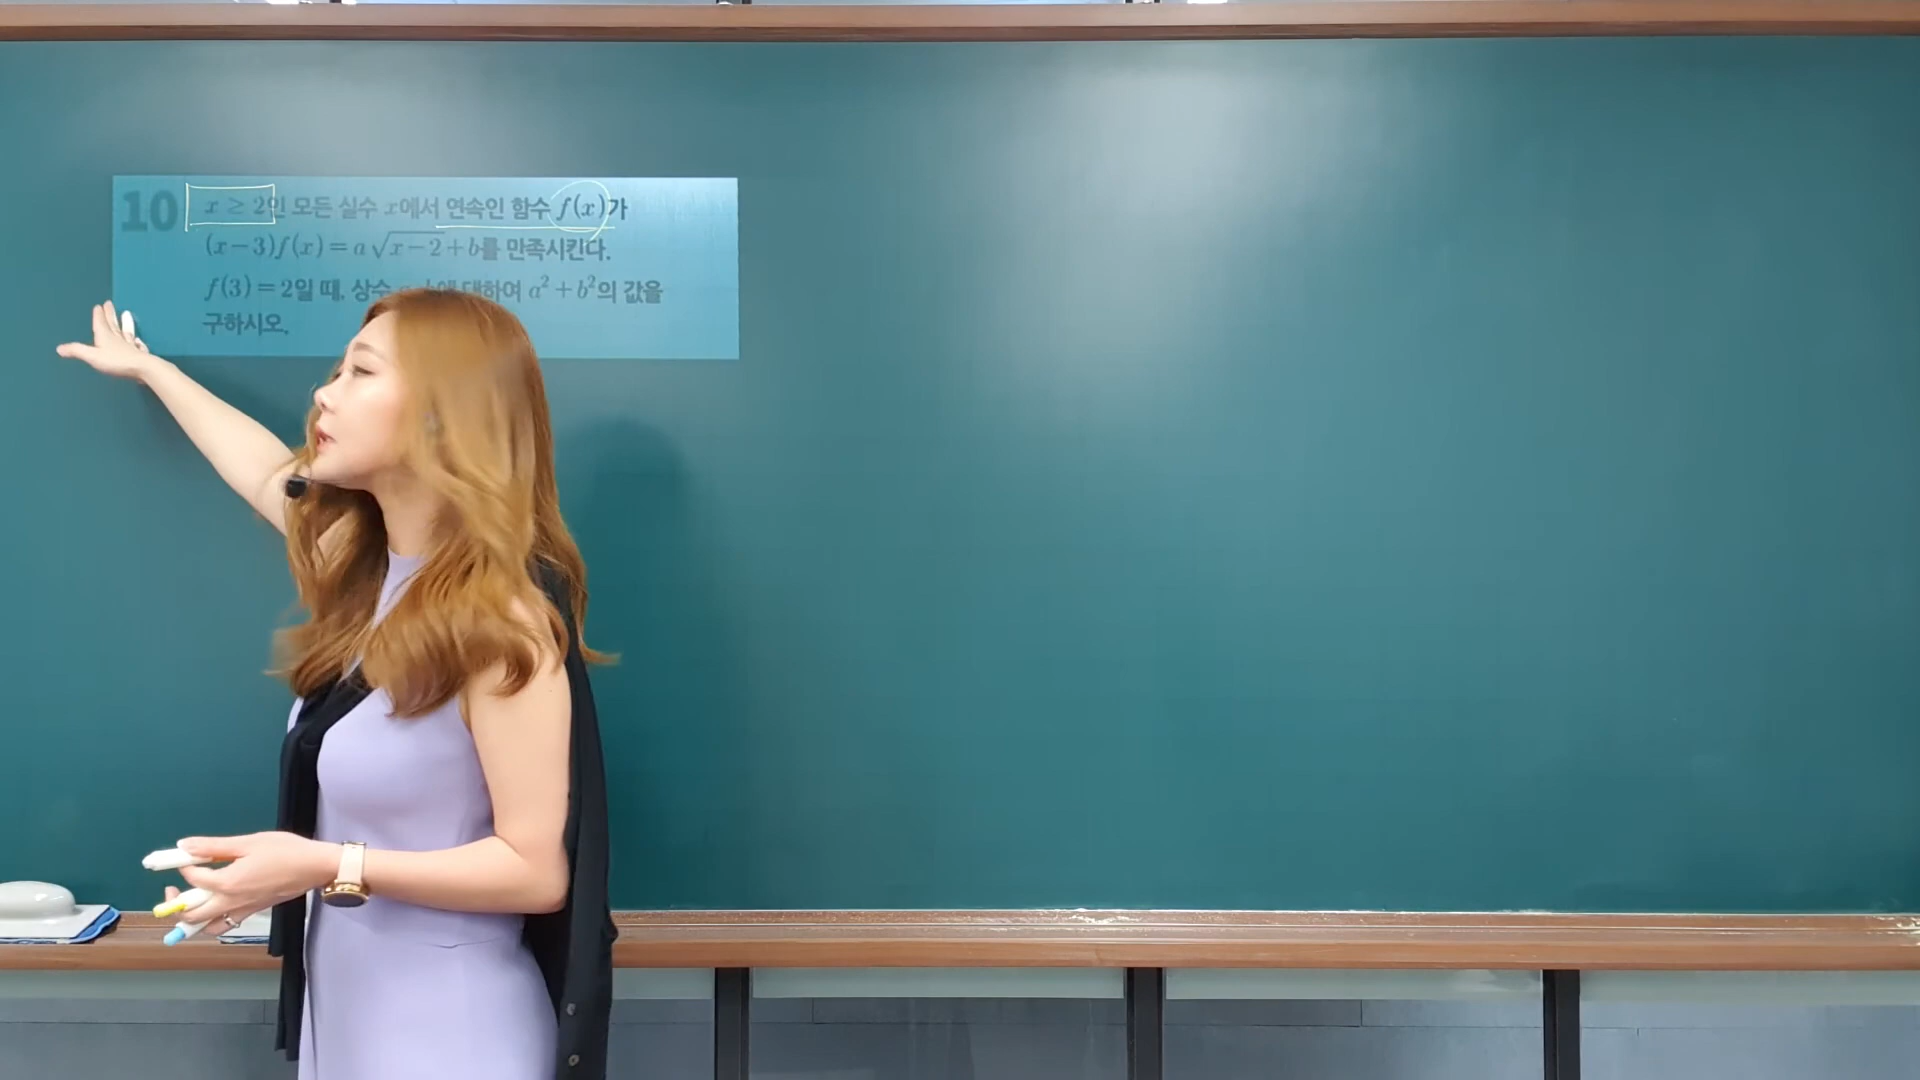 10 x ≥ 2인 모든 실수 x에서 연속인 함수 f(x)가
(x-3)f(x)=a√(x-2)+b를 만족시킨다.
f(3)=2일 때, 상수 대하여 a²+b²의 값을
구하시오.